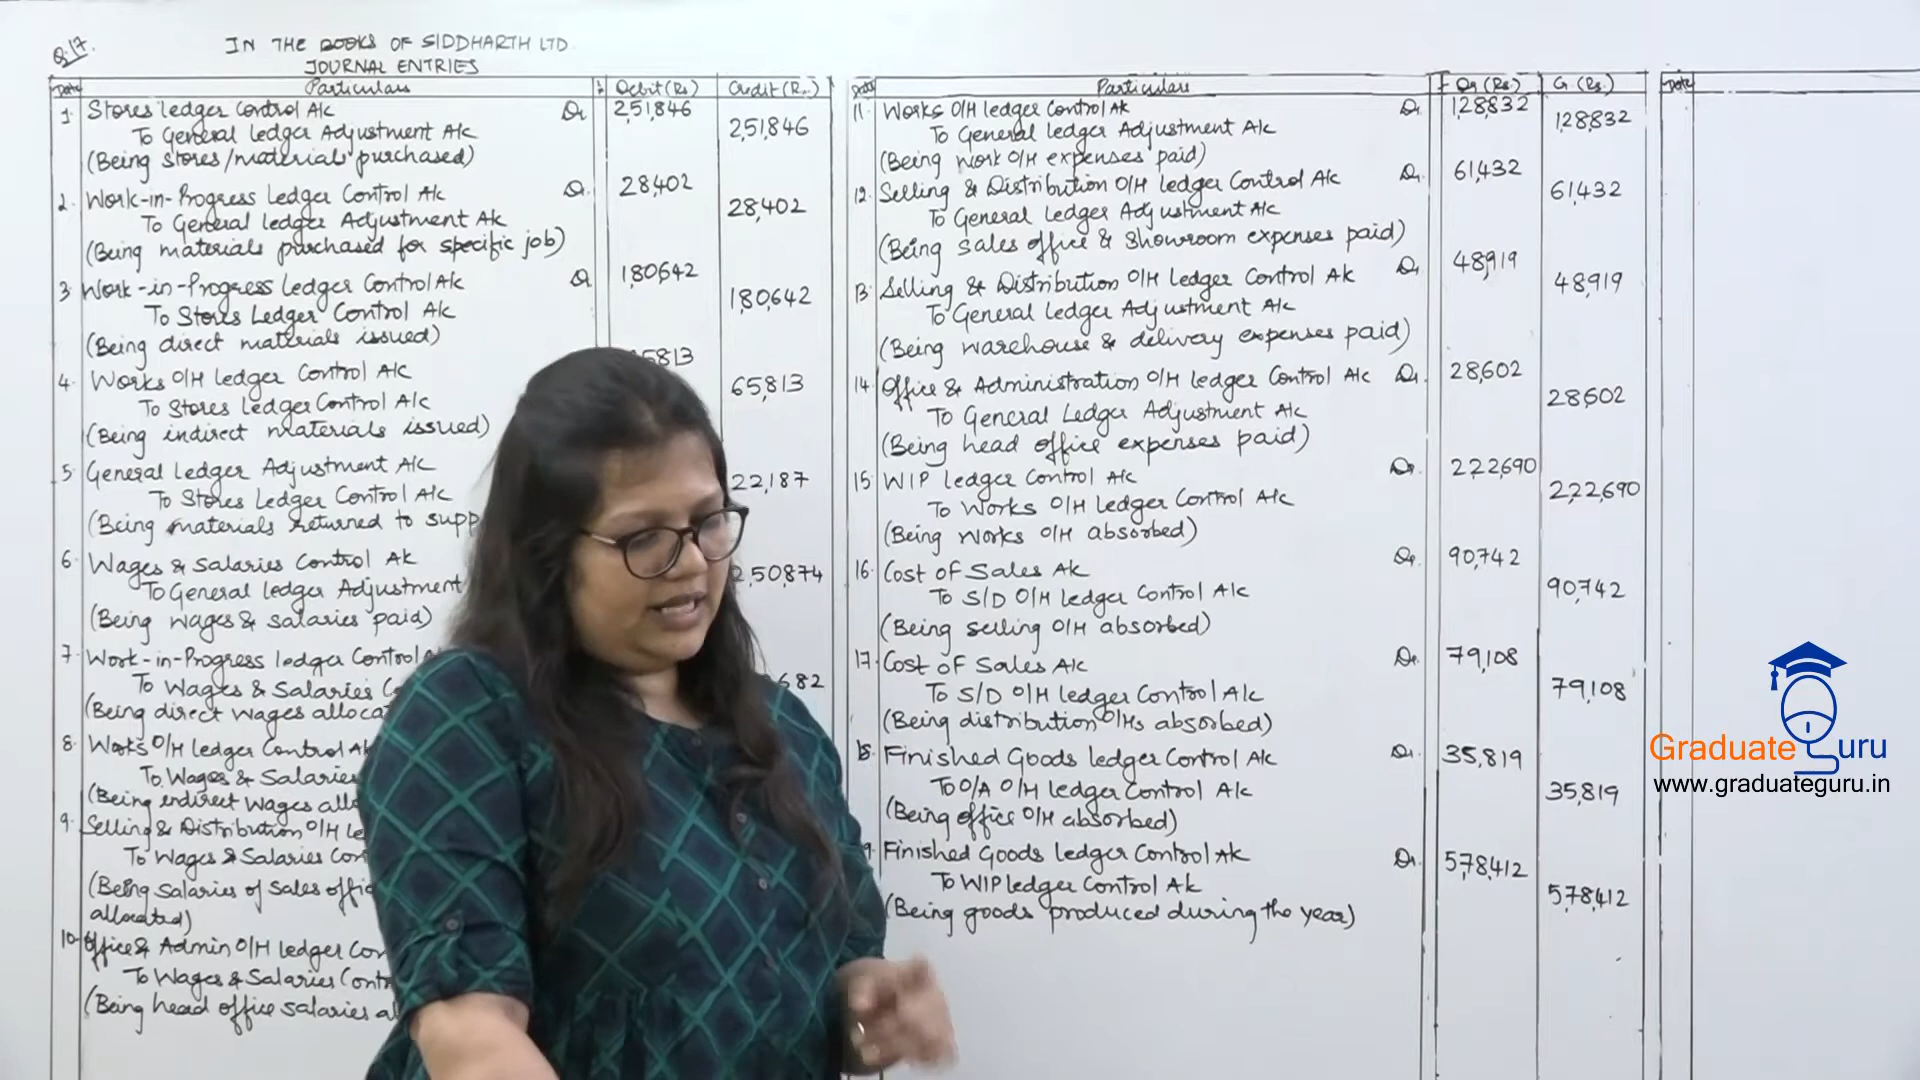 Q.17.
IN THE BOOKS OF SIDDHARTH LTD.
JOURNAL ENTRIES
Date Particulars Debit (Rs) Credit (Rs.)
1. Stores ledger Control A/c Dr 2,51,846
To General ledger Adjustment A/c 2,51,846
(Being stores/materials purchased)
2. Work-in-Progress Ledger Control A/c Dr. 28,402
To General ledger Adjustment A/c 28,402
(Being materials purchased for specific job)
3 Work-in-Progress Ledger Control A/c Dr 1,80,642
To Stores Ledger Control A/c 1,80,642
(Being direct materials issued)
4. Works O/H ledger Control A/c 5813
To Stores Ledger Control A/c 65,813
(Being indirect materials issued)
5. General Ledger Adjustment A/c
To Stores Ledger Control A/c 22,187
(Being materials returned to supp
6. Wages & Salaries Control A/c
To General ledger Adjustment 2,50,874
(Being wages & salaries paid)
7. Work-in-Progress ledger Control
To Wages & Salaries 682
(Being direct wages alloca
8. Works O/H ledger Control A
To Wages & Salaries
(Being indirect wages allo
9. Selling & Distribution O/H Le
To Wages & Salaries Con
(Being salaries of sales offi
allocated)
10. Office & Admin O/H ledger Con
To Wages & Salaries Cont
(Being head office salaries al
Date Particulars F Dr (Rs.) Cr (Rs.)
11. Works O/H ledger Control A/c Dr 1,28,832
To General ledger Adjustment A/c 1,28,832
(Being work O/H expenses paid)
12. Selling & Distribution O/H ledger Control A/c Dr. 61,432
To General Ledger Adjustment A/c 61,432
(Being sales office & showroom expenses paid)
13. Selling & Distribution O/H Ledger Control A/c Dr 48,919
To General Ledger Adjustment A/c 48,919
(Being warehouse & delivery expenses paid)
14. Office & Administration O/H ledger Control A/c Dr. 28,602
To General Ledger Adjustment A/c 28,602
(Being head office expenses paid)
15. WIP ledger Control A/c Dr. 2,22,690
To Works O/H ledger Control A/c 2,22,690
(Being works O/H absorbed)
16. Cost of Sales A/c Dr. 90,742
To S/D O/H ledger Control A/c 90,742
(Being selling O/H absorbed)
17. Cost of Sales A/c Dr. 79,108
To S/D O/H ledger Control A/c 79,108
(Being distribution O/Hs absorbed)
18. Finished Goods ledger Control A/c Dr. 35,819
To O/A O/H ledger Control A/c 35,819
(Being office O/H absorbed)
9. Finished Goods Ledger Control A/c Dr. 5,78,412
To WIP ledger Control A/c 5,78,412
(Being goods produced during the year)
Date
Graduate Guru
www.graduateguru.in